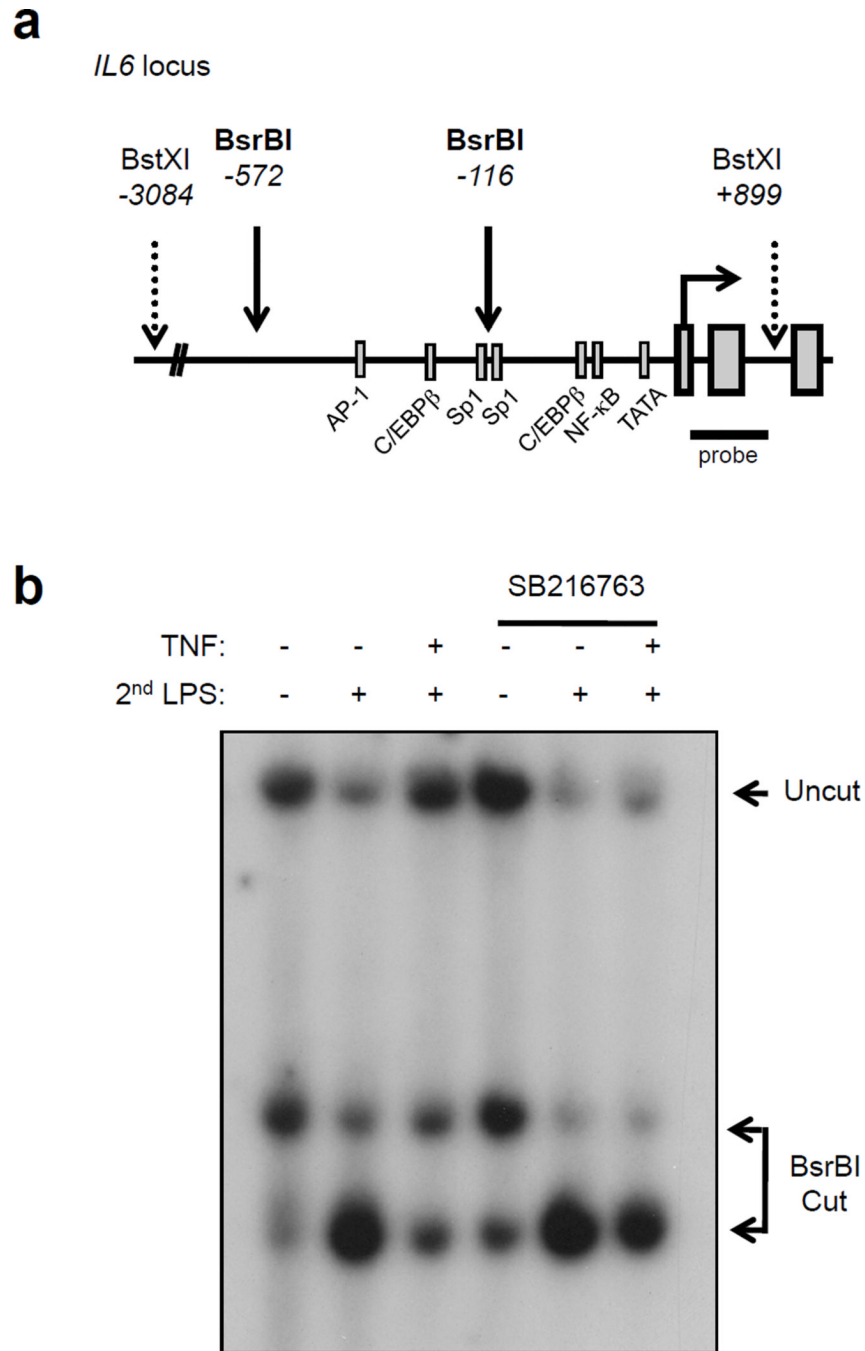 a
IL6 locus
BstXI
-3084
BsrBI
-572
BsrBI
-116
BstXI
+899
AP-1
C/EBPβ
Sp1
Sp1
C/EBPβ
NF-κB
TATA
probe
b
SB216763
TNF: - - + - - +
2nd LPS: - + + - + +
Uncut
BsrBI
Cut